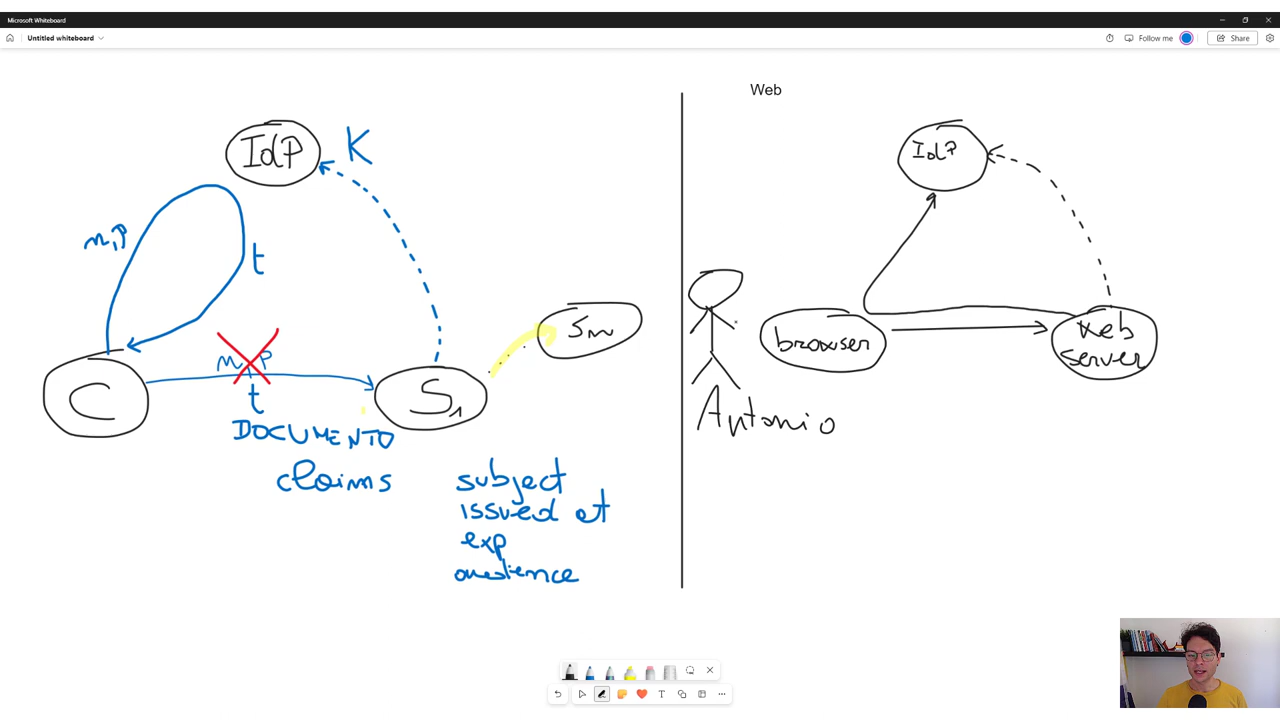 Microsoft Whiteboard
Untitled whiteboard
Follow me
Share
Web
IdP
K
n,p
t
n,p
t
C
S1
Sn
DOCUMENTO
claims
subject
issued at
exp
audience
IdP
browser
Web
server
Antonio